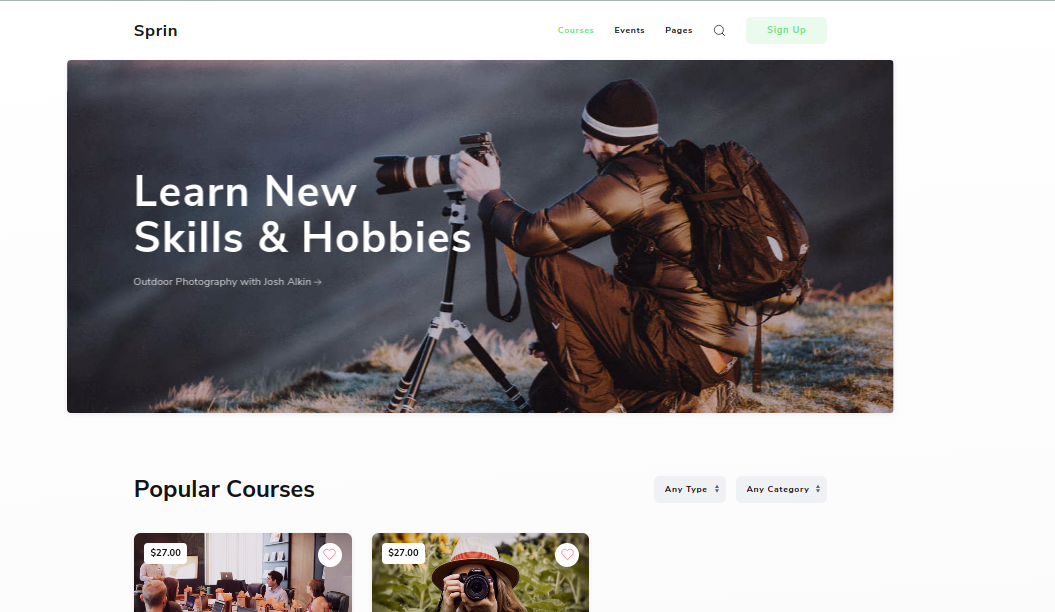 Sprin
Courses Events Pages Sign Up
Learn New
Skills & Hobbies
Outdoor Photography with Josh Alkin →
Popular Courses
Any Type Any Category
$27.00 $27.00